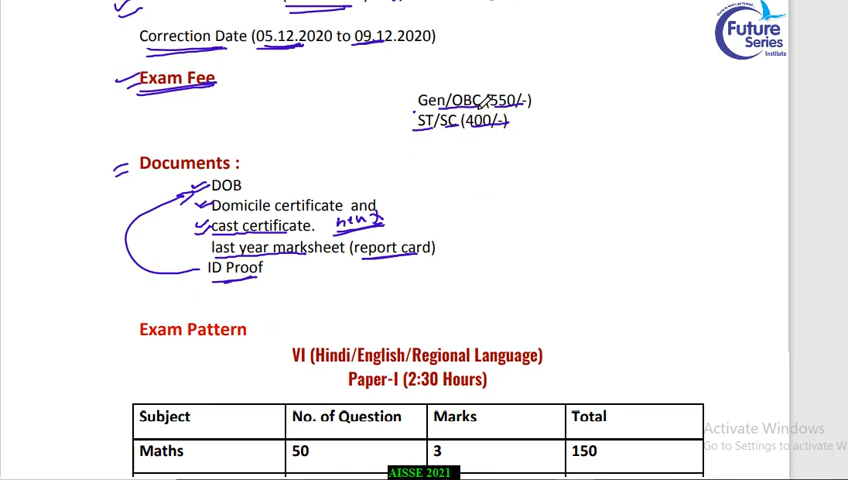 Correction Date (05.12.2020 to 09.12.2020)
Future
Series
Institute
Exam Fee
Gen/OBC (550/-)
ST/SC (400/-)
Documents :
DOB
Domicile certificate and
cast certificate.
last year marksheet (report card)
ID Proof
Exam Pattern
VI (Hindi/English/Regional Language)
Paper-I (2:30 Hours)
Subject No. of Question Marks Total
Maths 50 3 150
Activate Windows
Go to Settings to activate W
AISSE 2021